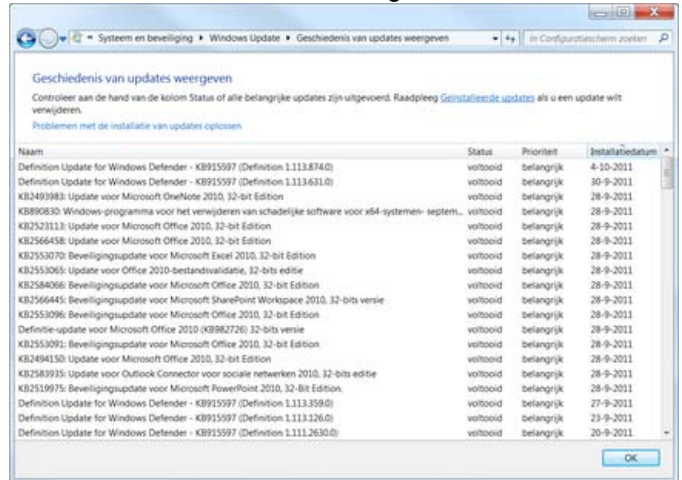 « Systeem en beveiliging ▸ Windows Update ▸ Geschiedenis van updates weergeven
In Configuratiescherm zoeken
Geschiedenis van updates weergeven
Controleer aan de hand van de kolom Status of alle belangrijke updates zijn uitgevoerd. Raadpleeg Geïnstalleerde updates als u een update wilt
verwijderen.
Problemen met de installatie van updates oplossen
Naam Status Prioriteit Installatiedatum
Definition Update for Windows Defender - KB915597 (Definition 1.113.874.0) voltooid belangrijk 4-10-2011
Definition Update for Windows Defender - KB915597 (Definition 1.113.631.0) voltooid belangrijk 30-9-2011
KB2493983: Update voor Microsoft OneNote 2010, 32-bit Edition voltooid belangrijk 28-9-2011
KB890830: Windows-programma voor het verwijderen van schadelijke software voor x64-systemen- septem... voltooid belangrijk 28-9-2011
KB2523113: Update voor Microsoft Office 2010, 32-bit Edition voltooid belangrijk 28-9-2011
KB2566458: Update voor Microsoft Office 2010, 32-bit Edition voltooid belangrijk 28-9-2011
KB2553070: Beveiligingsupdate voor Microsoft Excel 2010, 32-bit Edition voltooid belangrijk 28-9-2011
KB2553065: Update voor Office 2010-bestandsvalidatie, 32-bits editie voltooid belangrijk 28-9-2011
KB2584066: Beveiligingsupdate voor Microsoft Office 2010, 32-bit Edition voltooid belangrijk 28-9-2011
KB2566445: Beveiligingsupdate voor Microsoft SharePoint Workspace 2010, 32-bits versie voltooid belangrijk 28-9-2011
KB2553096: Beveiligingsupdate voor Microsoft Office 2010, 32-bit Edition voltooid belangrijk 28-9-2011
Definitie-update voor Microsoft Office 2010 (KB982726) 32-bits versie voltooid belangrijk 28-9-2011
KB2553091: Beveiligingsupdate voor Microsoft Office 2010, 32-bit Edition voltooid belangrijk 28-9-2011
KB2494150: Update voor Microsoft Office 2010, 32-bit Edition voltooid belangrijk 28-9-2011
KB2583935: Update voor Outlook Connector voor sociale netwerken 2010, 32-bits editie voltooid belangrijk 28-9-2011
KB2519975: Beveiligingsupdate voor Microsoft PowerPoint 2010, 32-Bit Edition. voltooid belangrijk 28-9-2011
Definition Update for Windows Defender - KB915597 (Definition 1.113.359.0) voltooid belangrijk 27-9-2011
Definition Update for Windows Defender - KB915597 (Definition 1.113.126.0) voltooid belangrijk 23-9-2011
Definition Update for Windows Defender - KB915597 (Definition 1.111.2630.0) voltooid belangrijk 20-9-2011
OK